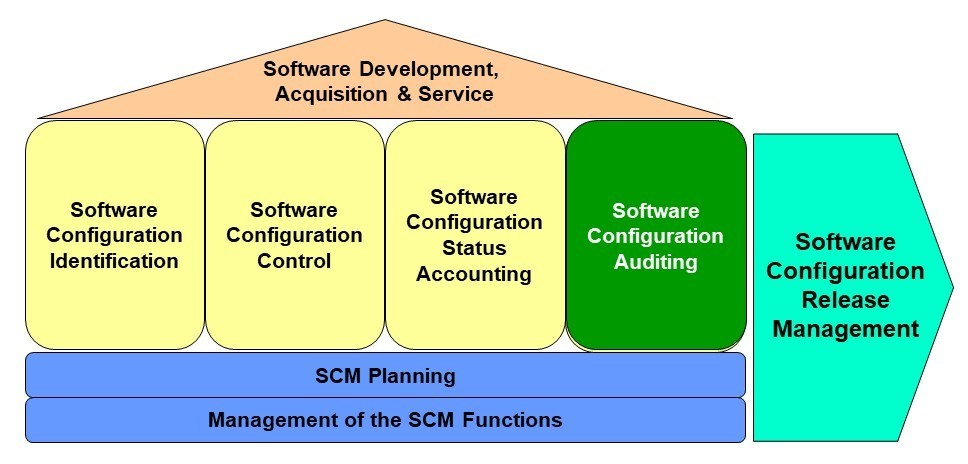 Software Development,
Acquisition & Service
Software
Configuration
Identification
Software
Configuration
Control
Software
Configuration
Status
Accounting
Software
Configuration
Auditing
Software
Configuration
Release
Management
SCM Planning
Management of the SCM Functions